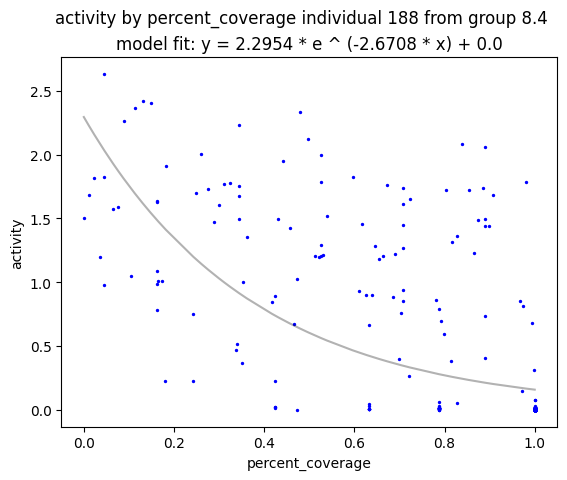 activity by percent_coverage individual 188 from group 8.4
model fit: y = 2.2954 * e ^ (-2.6708 * x) + 0.0
2.5
2.0
1.5
1.0
0.5
0.0
activity
0.0 0.2 0.4 0.6 0.8 1.0
percent_coverage